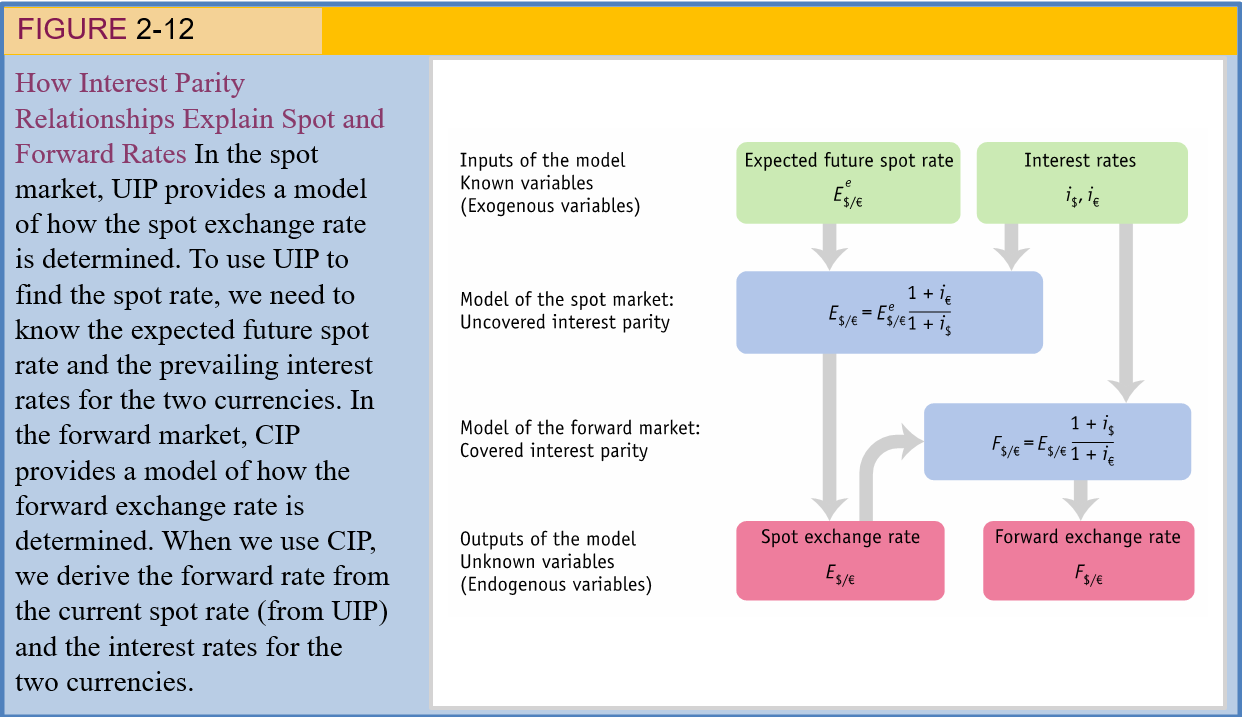 FIGURE 2-12
How Interest Parity
Relationships Explain Spot and
Forward Rates In the spot
market, UIP provides a model
of how the spot exchange rate
is determined. To use UIP to
find the spot rate, we need to
know the expected future spot
rate and the prevailing interest
rates for the two currencies. In
the forward market, CIP
provides a model of how the
forward exchange rate is
determined. When we use CIP,
we derive the forward rate from
the current spot rate (from UIP)
and the interest rates for the
two currencies.
Inputs of the model
Known variables
(Exogenous variables)
Expected future spot rate
E^e_$/€
Interest rates
i_$, i_€
Model of the spot market:
Uncovered interest parity
E_$/€ = E^e_$/€ (1 + i_€)/(1 + i_$)
Model of the forward market:
Covered interest parity
F_$/€ = E_$/€ (1 + i_$)/(1 + i_€)
Outputs of the model
Unknown variables
(Endogenous variables)
Spot exchange rate
E_$/€
Forward exchange rate
F_$/€